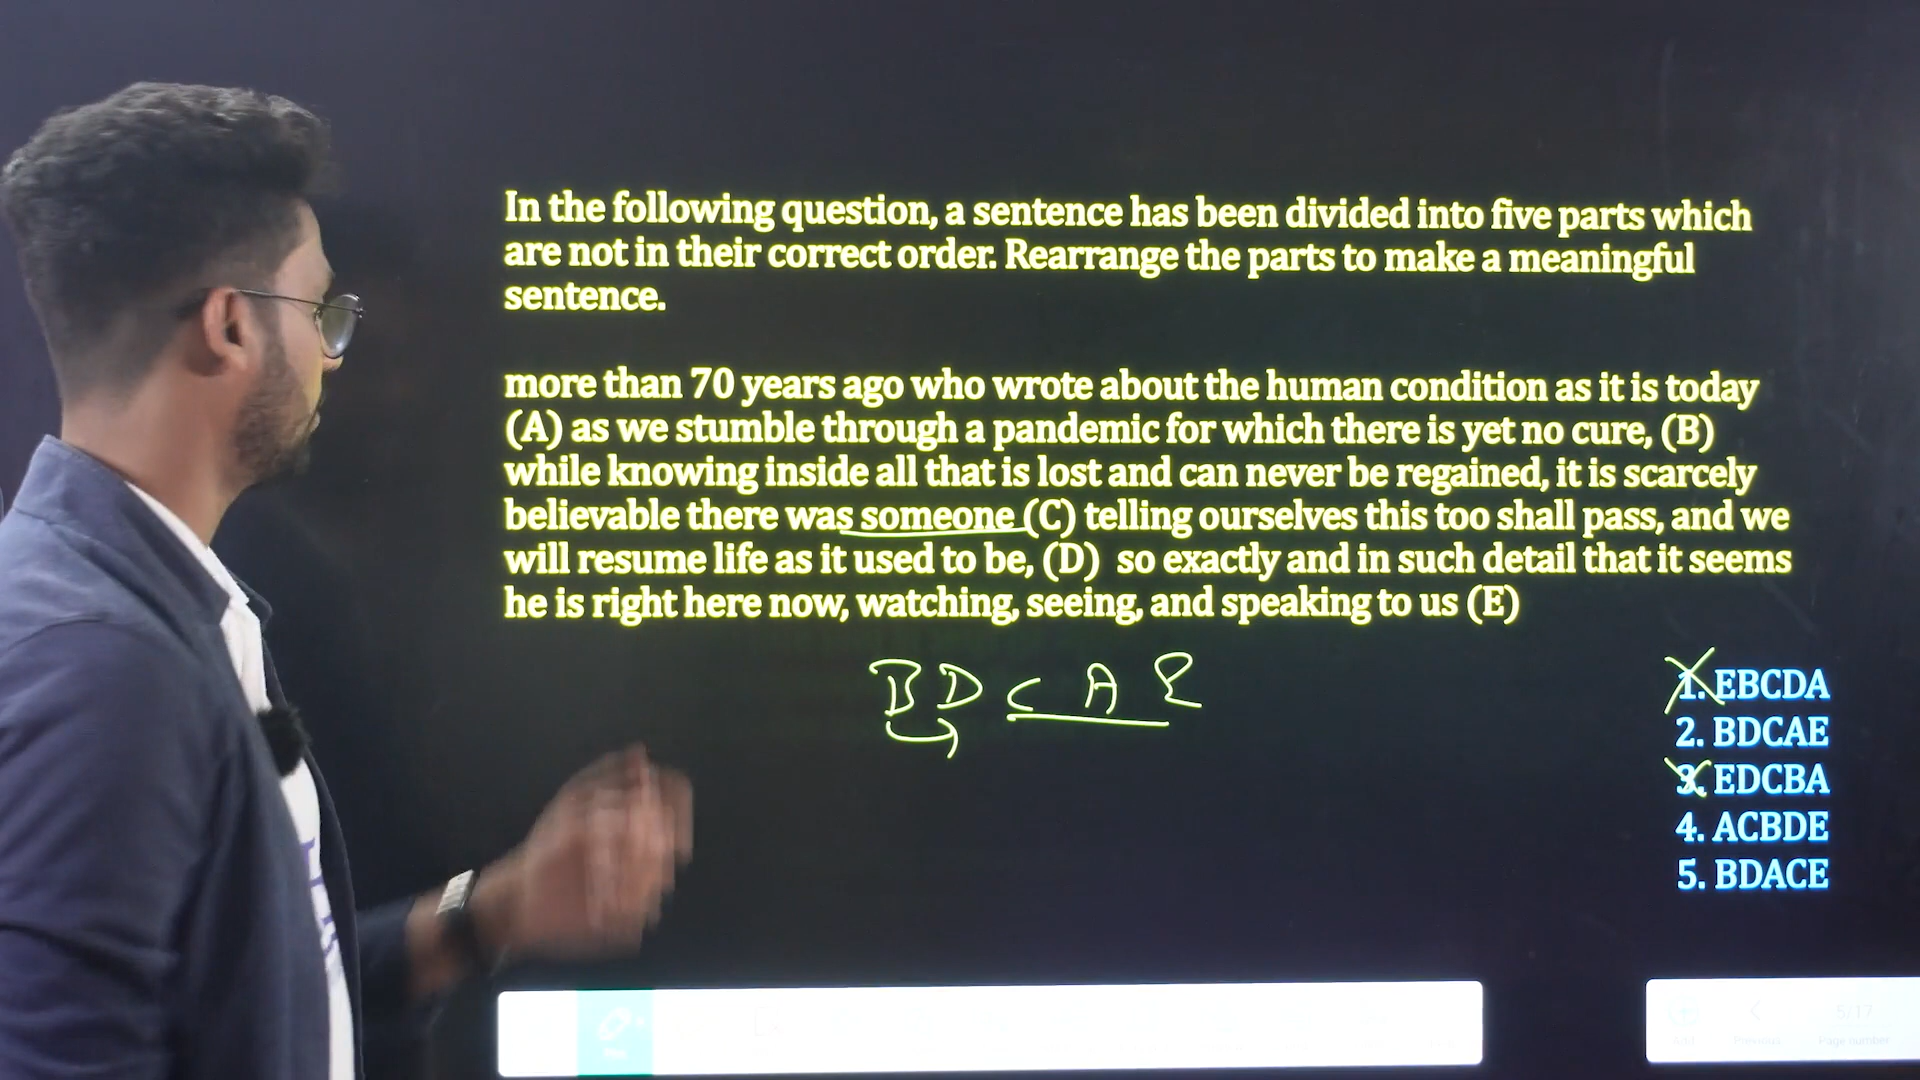 In the following question, a sentence has been divided into five parts which
are not in their correct order. Rearrange the parts to make a meaningful
sentence.
more than 70 years ago who wrote about the human condition as it is today
(A) as we stumble through a pandemic for which there is yet no cure, (B)
while knowing inside all that is lost and can never be regained, it is scarcely
believable there was someone (C) telling ourselves this too shall pass, and we
will resume life as it used to be, (D) so exactly and in such detail that it seems
he is right here now, watching, seeing, and speaking to us (E)
B D C A E
1. EBCDA
2. BDCAE
3. EDCBA
4. ACBDE
5. BDACE
5/17
Previous
Page number